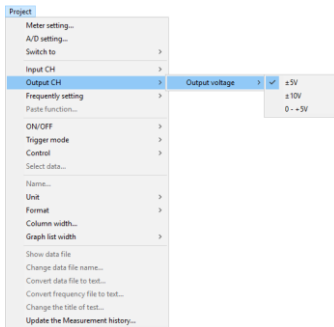 Project
Meter setting...
A/D setting...
Switch to >
Input CH >
Output CH > Output voltage > ✓ ±5V
±10V
Frequently setting > 0 - +5V
Paste function...
ON/OFF >
Trigger mode >
Control >
Select data...
Name...
Unit >
Format >
Column width...
Graph list width >
Show data file
Change data file name...
Convert data file to text...
Convert frequency file to text...
Change the title of text...
Update the Measurement history...